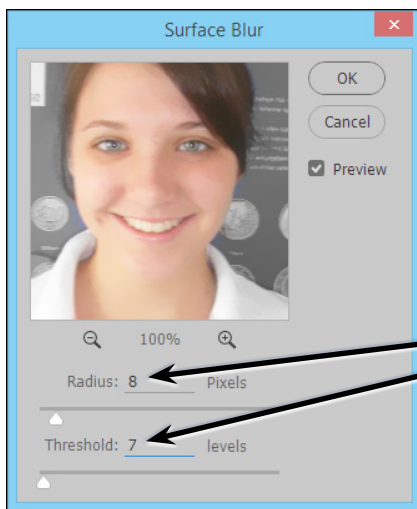 Surface Blur
OK
Cancel
Preview
100%
Radius: 8 Pixels
Threshold: 7 levels